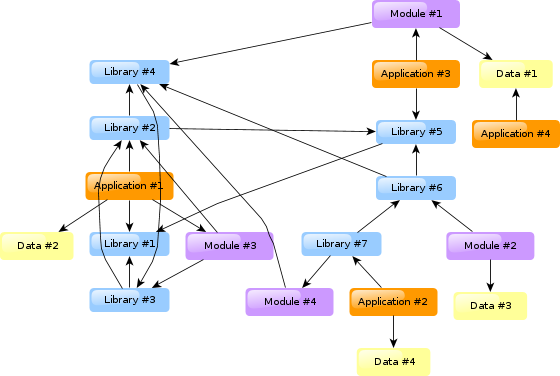 Module #1
Library #4
Application #3
Data #1
Library #2
Library #5
Application #4
Application #1
Library #6
Data #2
Library #1
Module #3
Library #7
Module #2
Library #3
Module #4
Application #2
Data #3
Data #4